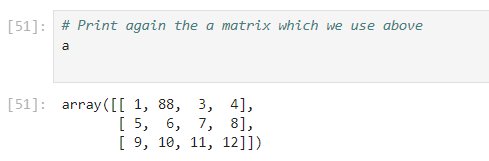 [51]: # Print again the a matrix which we use above
a
[51]: array([[ 1, 88,  3,  4],
       [ 5,  6,  7,  8],
       [ 9, 10, 11, 12]])